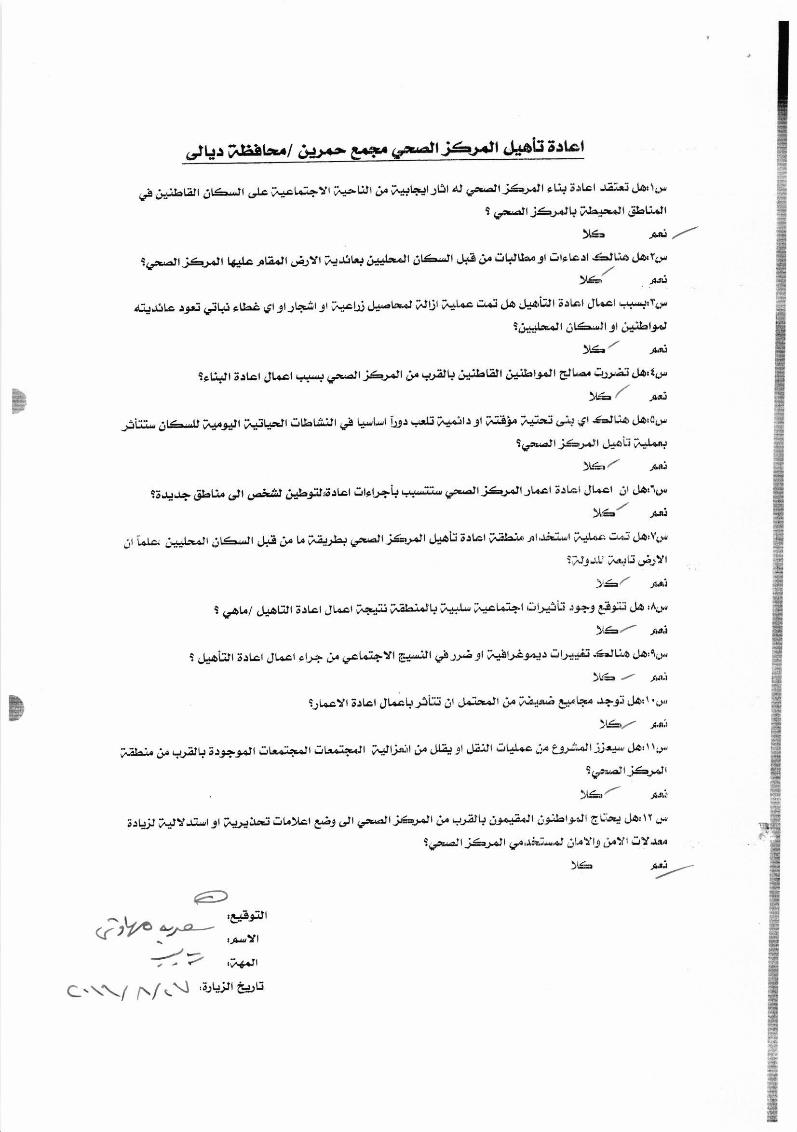 اعادة تأهيل المركز الصحي مجمع حمرين /محافظة ديالى
س١:هل تعتقد اعادة بناء المركز الصحي له اثار ايجابية من الناحية الاجتماعية على السكان القاطنين في
المناطق المحيطة بالمركز الصحي ؟
نعم كلا
س٢:هل هنالك ادعاءات او مطالبات من قبل السكان المحليين بعائدية الارض المقام عليها المركز الصحي؟
نعم كلا
س٣:بسبب اعمال اعادة التأهيل هل تمت عملية ازالة لمحاصيل زراعية او اشجار او اي غطاء نباتي تعود عائديته
لمواطنين او السكان المحليين؟
نعم كلا
س٤:هل تضررت مصالح المواطنين القاطنين بالقرب من المركز الصحي بسبب اعمال اعادة البناء؟
نعم كلا
س٥:هل هنالك اي بنى تحتية مؤقتة او دائمية تلعب دوراً اساسيا في النشاطات الحياتية اليومية للسكان ستتأثر
بعملية تأهيل المركز الصحي؟
نعم كلا
س٦:هل ان اعمال اعادة اعمار المركز الصحي ستتسبب بأجراءات اعادة التوطين لشخص الى مناطق جديدة؟
نعم كلا
س٧:هل تمت عملية استخدام منطقة اعادة تأهيل المركز الصحي بطريقة ما من قبل السكان المحليين ،علماً ان
الارض تابعة للدولة؟
نعم كلا
س٨: هل تتوقع وجود تأثيرات اجتماعية سلبية بالمنطقة نتيجة اعمال اعادة التاهيل /ماهي ؟
نعم كلا
س٩:هل هنالك تغييرات ديموغرافية او ضرر في النسيج الاجتماعي من جراء اعمال اعادة التأهيل ؟
نعم كلا
س١٠:هل توجد مجاميع ضعيفة من المحتمل ان تتأثر باعمال اعادة الاعمار؟
نعم كلا
س١١:هل سيعزز المشروع من عمليات النقل او يقلل من انعزالية المجتمعات المجتمعات الموجودة بالقرب من منطقة
المركز الصحي؟
نعم كلا
س١٢:هل يحتاج المواطنون المقيمون بالقرب من المركز الصحي الى وضع اعلامات تحذيرية او استدلالية لزيادة
معدلات الامن والامان لمستخدمي المركز الصحي؟
نعم كلا
التوقيع:
الاسم:
المهنة:
تاريخ الزيارة: